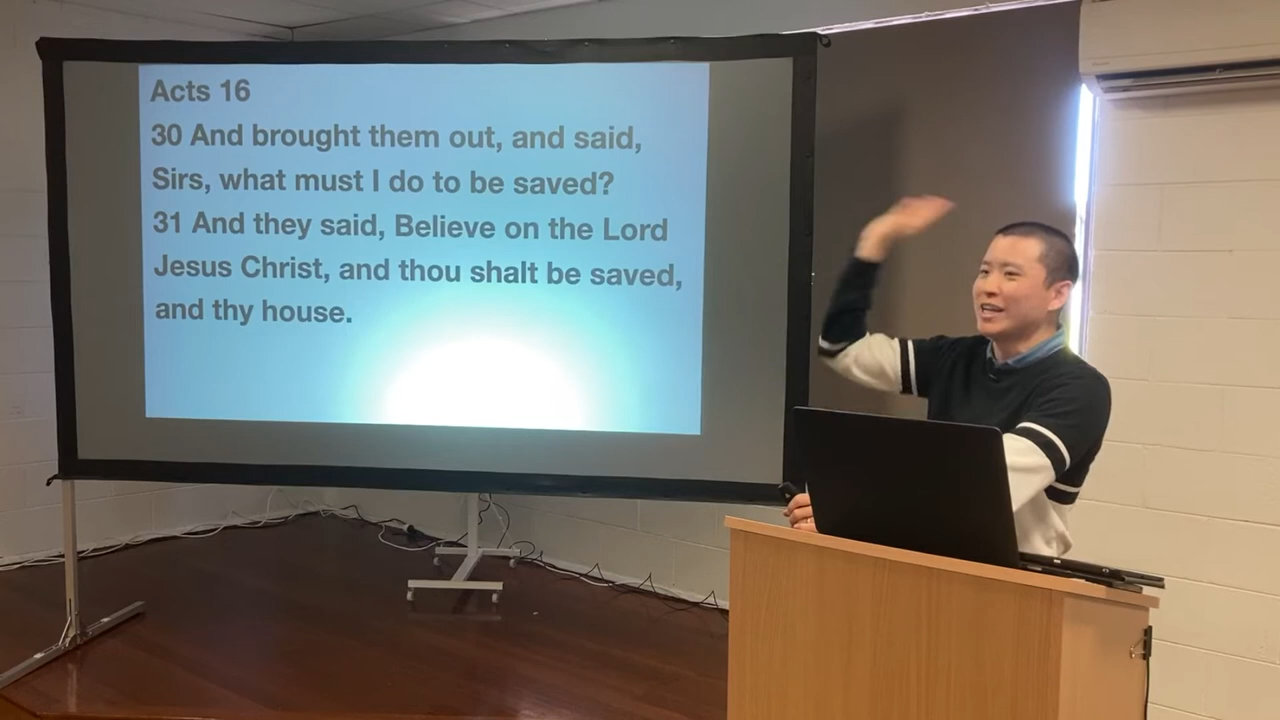 Acts 16
30 And brought them out, and said,
Sirs, what must I do to be saved?
31 And they said, Believe on the Lord
Jesus Christ, and thou shalt be saved,
and thy house.